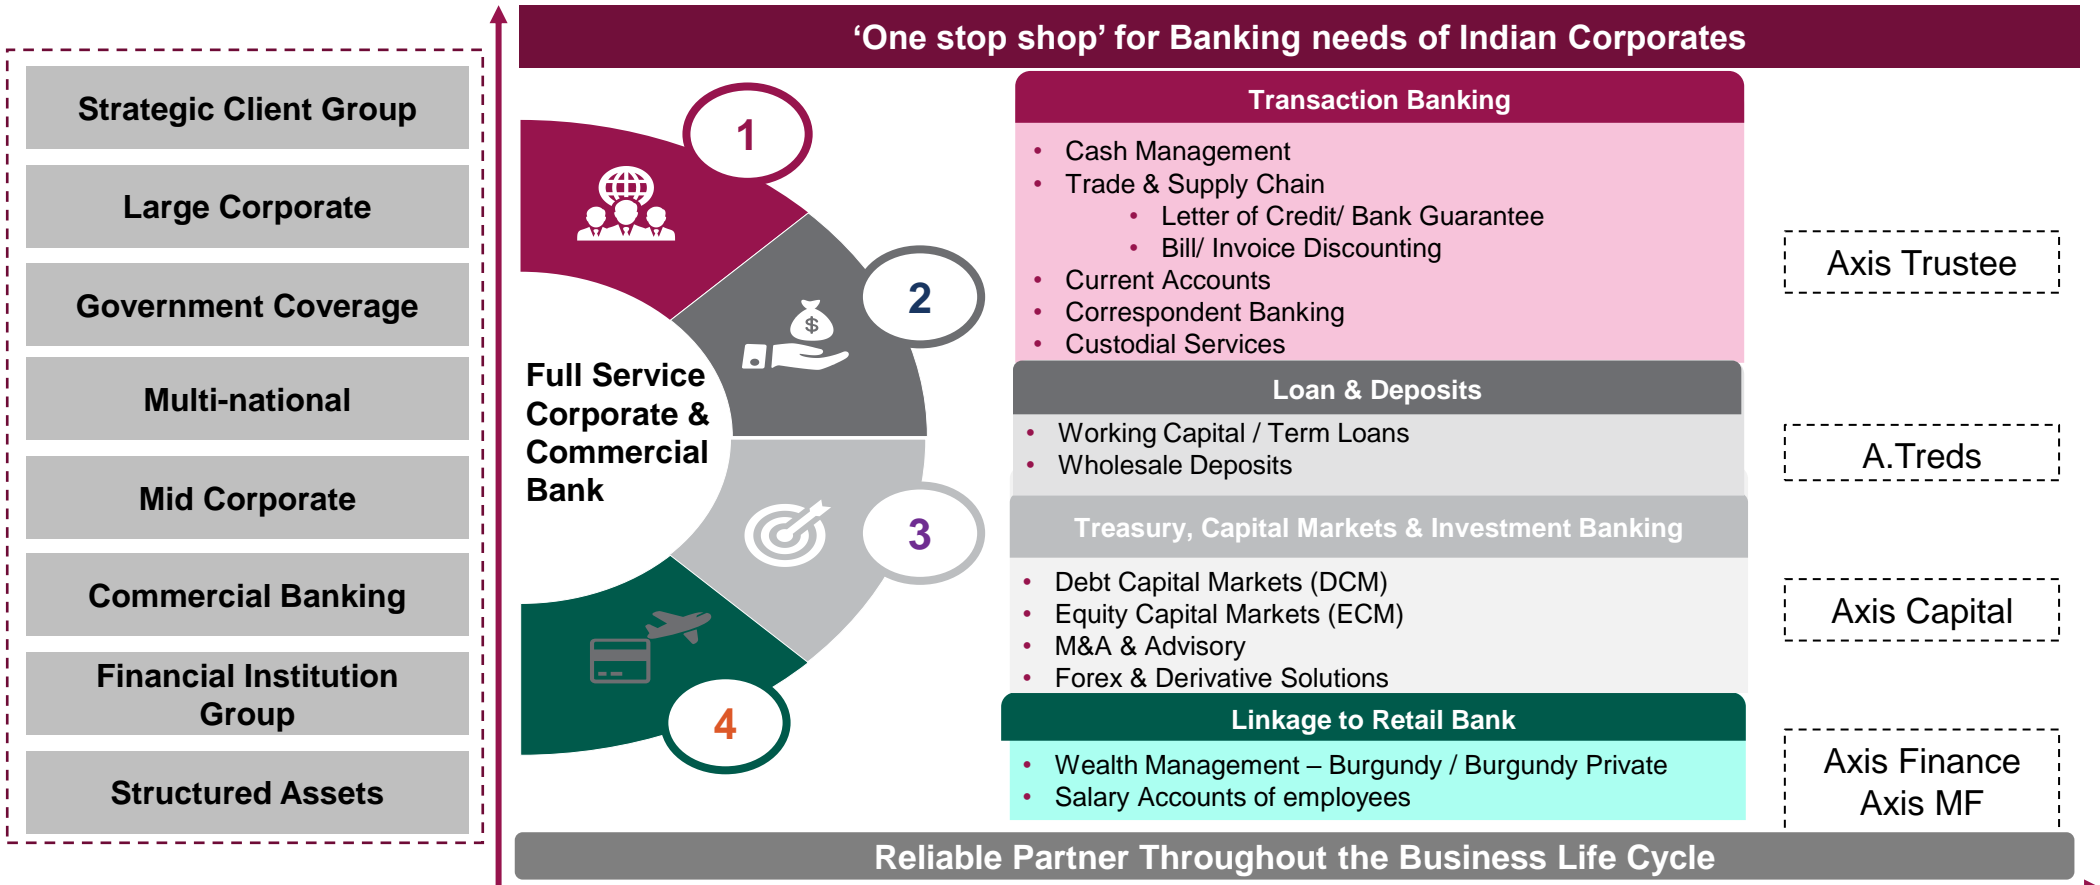 ‘One stop shop’ for Banking needs of Indian Corporates
Strategic Client Group
Large Corporate
Government Coverage
Multi-national
Mid Corporate
Commercial Banking
Financial Institution
Group
Structured Assets
Full Service
Corporate &
Commercial
Bank
1
2
3
4
$
Transaction Banking
• Cash Management
• Trade & Supply Chain
• Letter of Credit/ Bank Guarantee
• Bill/ Invoice Discounting
• Current Accounts
• Correspondent Banking
• Custodial Services
Loan & Deposits
• Working Capital / Term Loans
• Wholesale Deposits
Treasury, Capital Markets & Investment Banking
• Debt Capital Markets (DCM)
• Equity Capital Markets (ECM)
• M&A & Advisory
• Forex & Derivative Solutions
Linkage to Retail Bank
• Wealth Management – Burgundy / Burgundy Private
• Salary Accounts of employees
Axis Trustee
A.Treds
Axis Capital
Axis Finance
Axis MF
Reliable Partner Throughout the Business Life Cycle